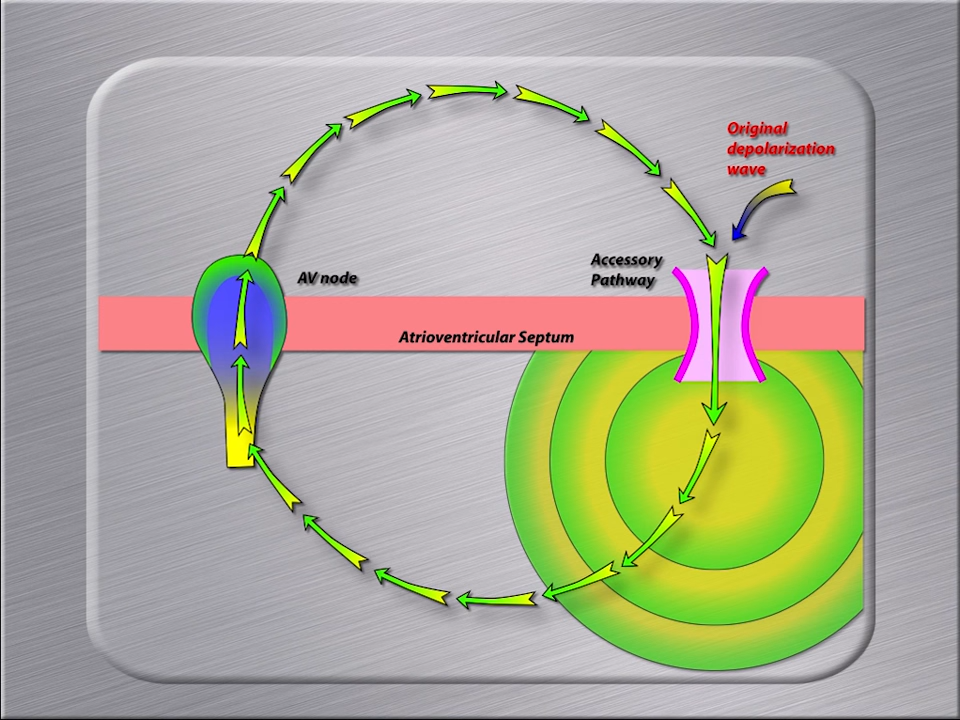 Original
depolarization
wave
Accessory
Pathway
AV node
Atrioventricular Septum